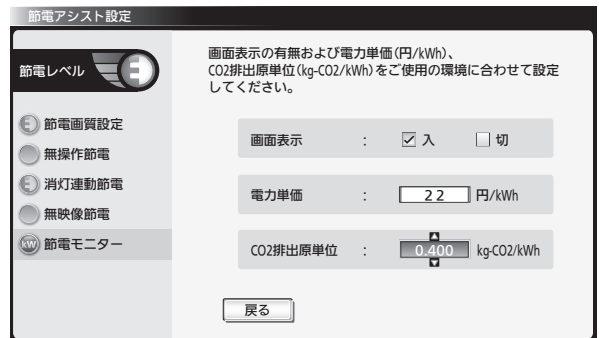 節電アシスト設定
節電レベル
E
画面表示の有無および電力単価(円/kWh)、
CO2排出原単位(kg-CO2/kWh)をご使用の環境に合わせて設定
してください。
E 節電画質設定
無操作節電
E 消灯連動節電
無映像節電
kW 節電モニター
画面表示 : 入 切
電力単価 : 22 円/kWh
CO2排出原単位 : 0.400 kg-CO2/kWh
戻る